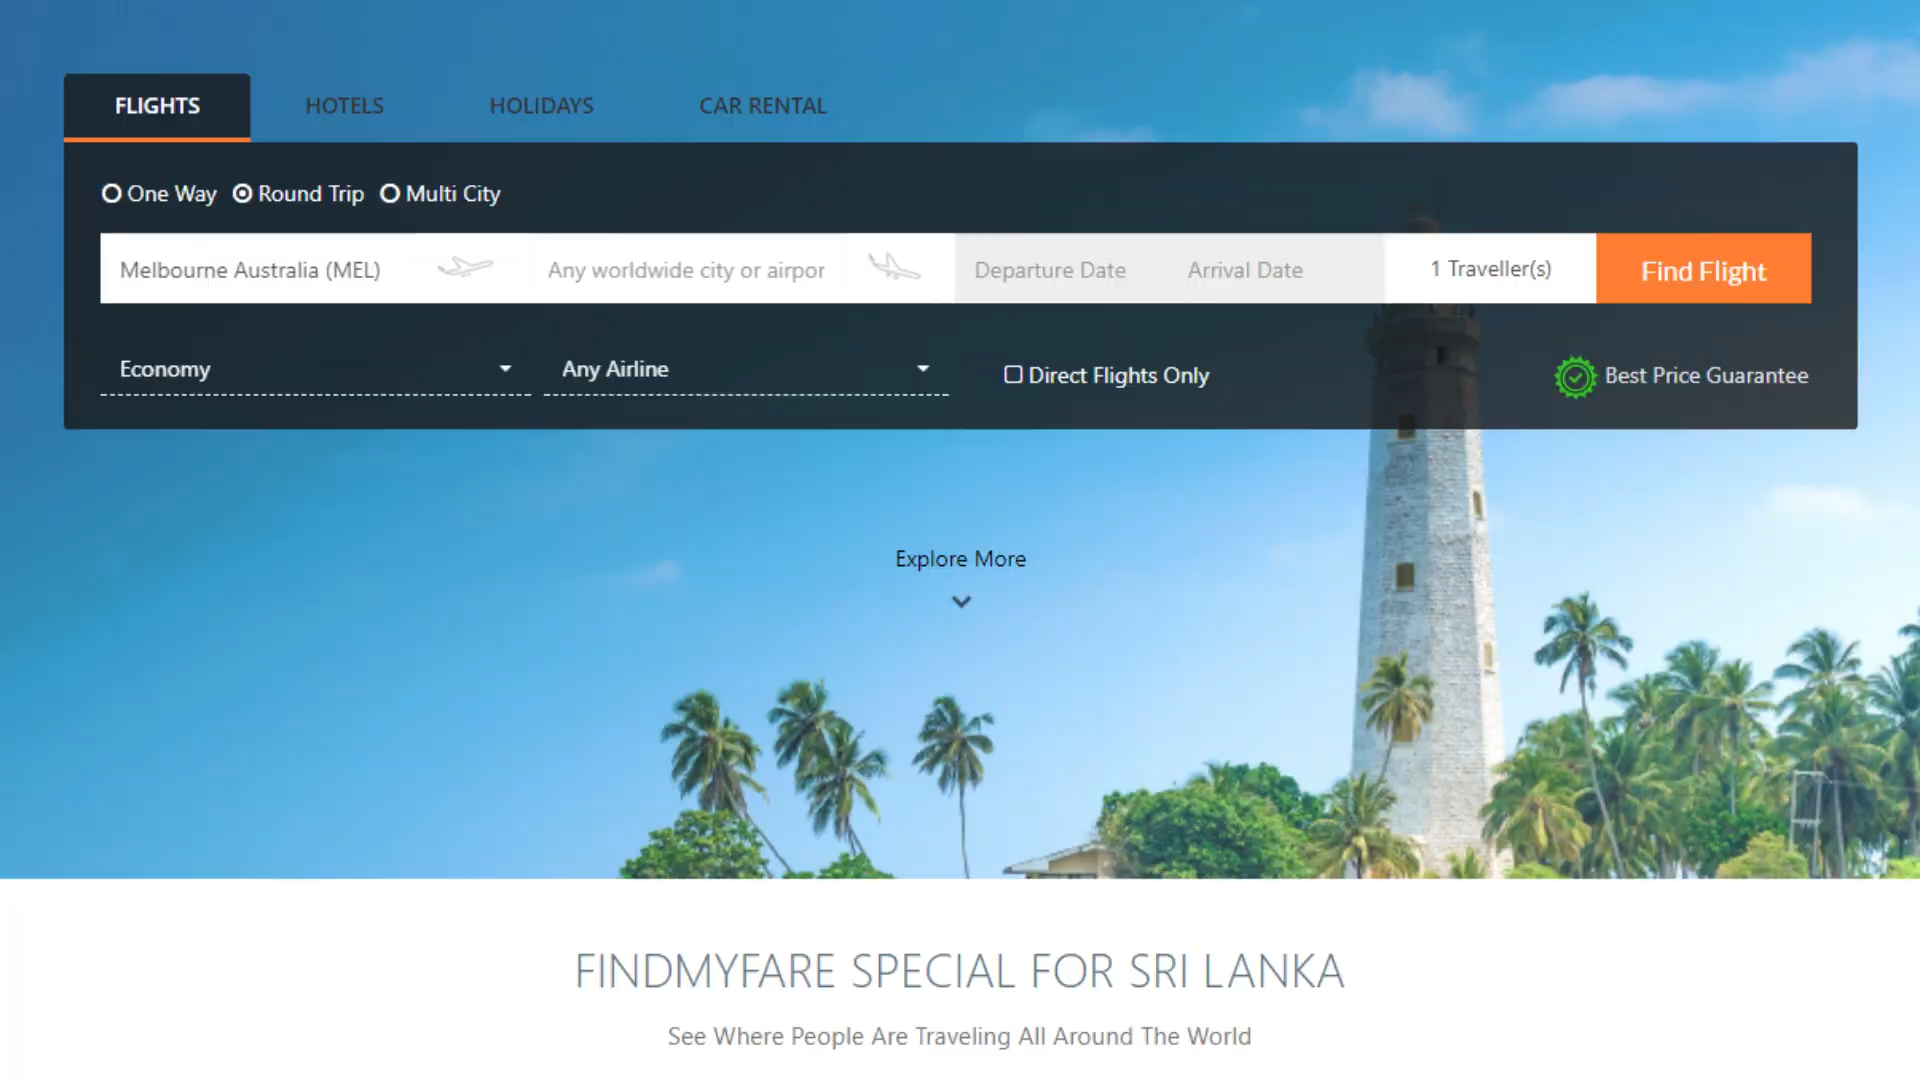 FLIGHTS HOTELS HOLIDAYS CAR RENTAL
One Way Round Trip Multi City
Melbourne Australia (MEL) Any worldwide city or airpor Departure Date Arrival Date 1 Traveller(s) Find Flight
Economy Any Airline Direct Flights Only Best Price Guarantee
Explore More
FINDMYFARE SPECIAL FOR SRI LANKA
See Where People Are Traveling All Around The World